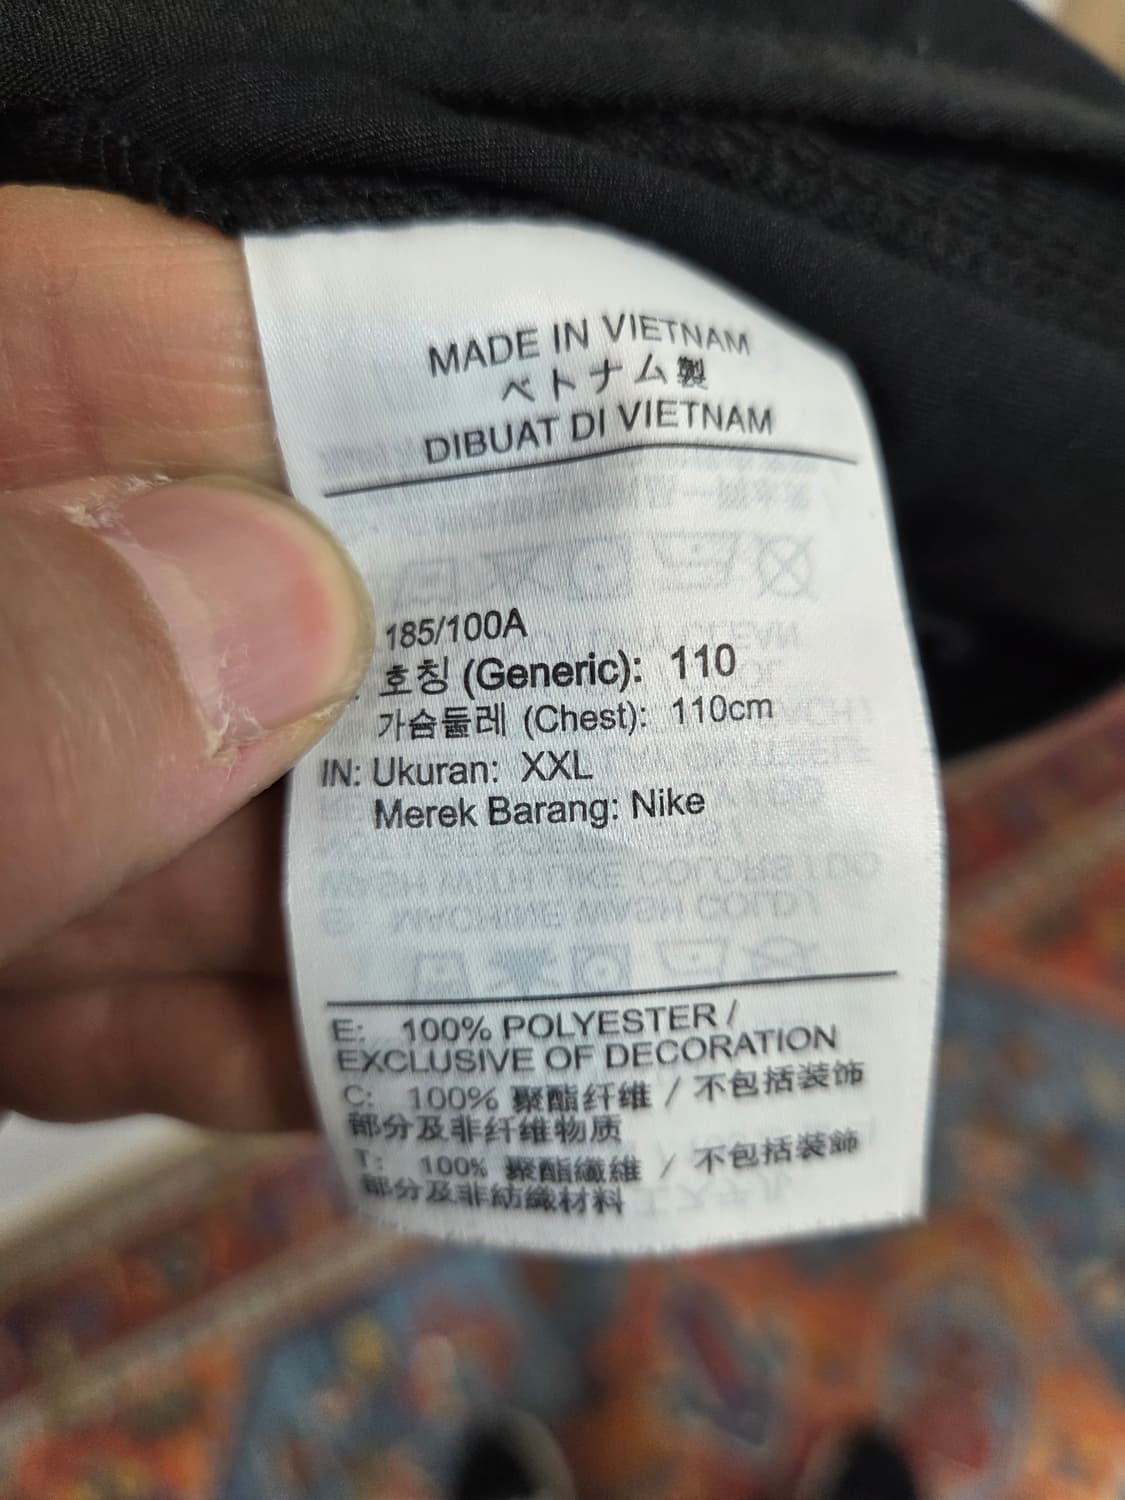 MADE IN VIETNAM
ベトナム製
DIBUAT DI VIETNAM
185/100A
호칭 (Generic): 110
가슴둘레 (Chest): 110cm
IN: Ukuran: XXL
Merek Barang: Nike
E: 100% POLYESTER /
EXCLUSIVE OF DECORATION
C: 100% 聚酯纤维 / 不包括装饰
部分及非纤维物质
T: 100% 聚酯纖維 / 不包括裝飾
部分及非紡織材料